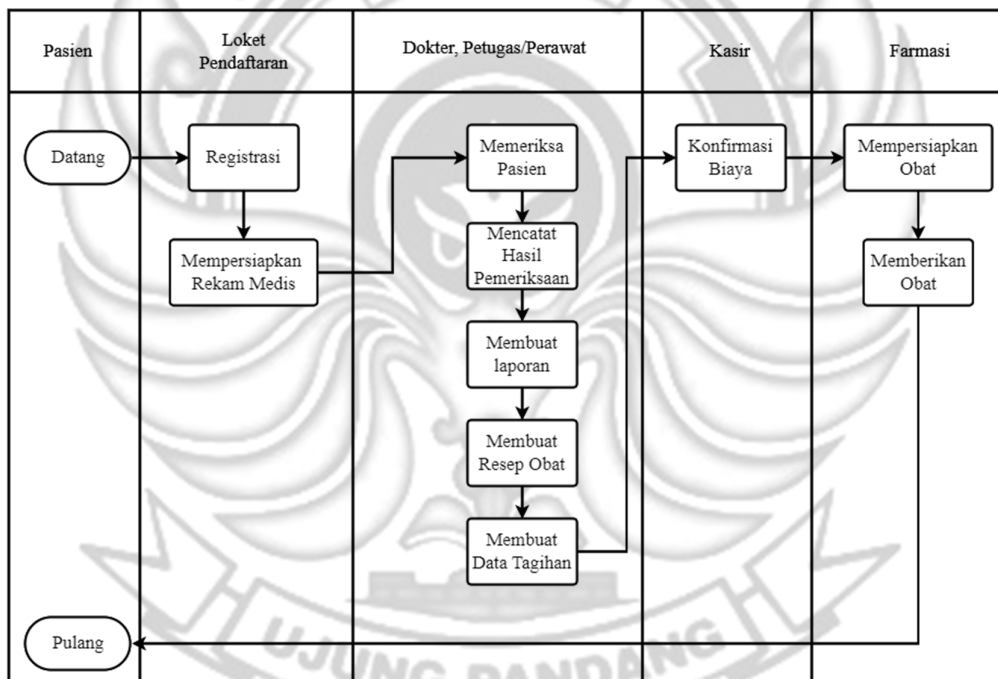 Pasien
Loket
Pendaftaran
Dokter, Petugas/Perawat
Kasir
Farmasi
Datang
Registrasi
Mempersiapkan
Rekam Medis
Memeriksa
Pasien
Mencatat
Hasil
Pemeriksaan
Membuat
laporan
Membuat
Resep Obat
Membuat
Data Tagihan
Konfirmasi
Biaya
Mempersiapkan
Obat
Memberikan
Obat
Pulang
UJUNG PANDANG